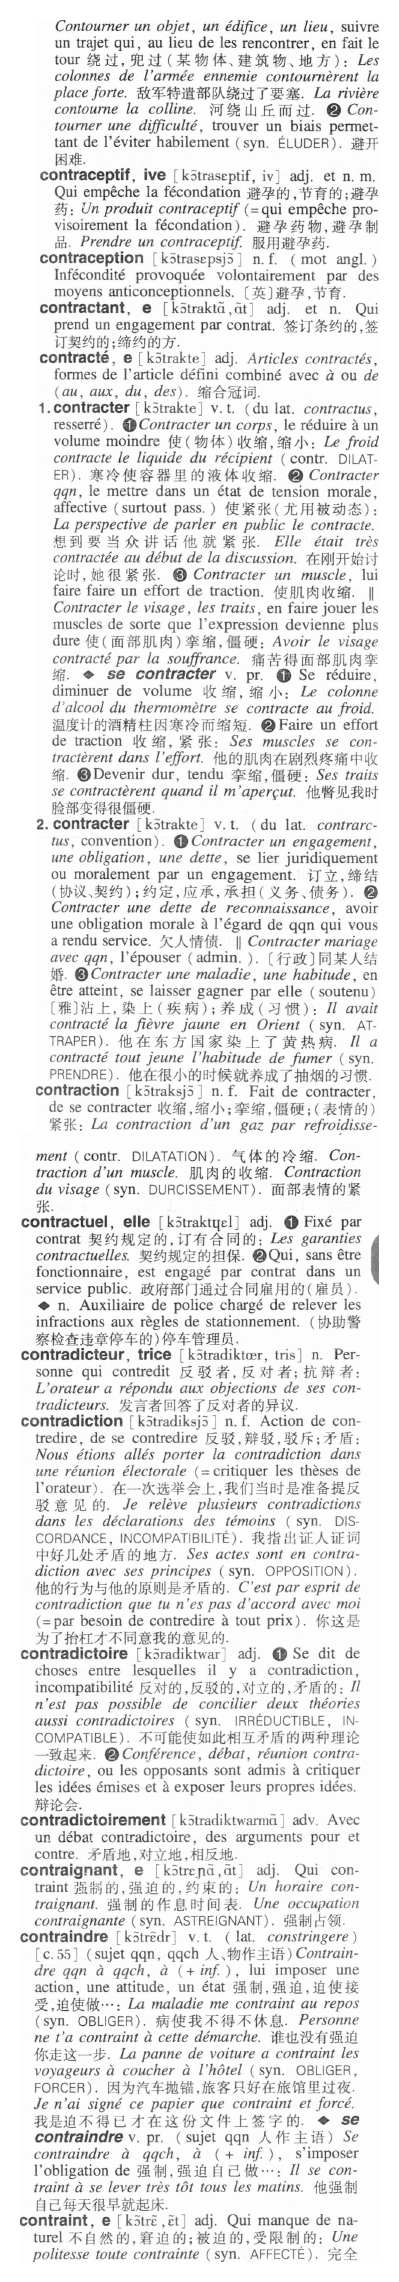 Contourner un objet, un édifice, un lieu, suivre
un trajet qui, au lieu de les rencontrer, en fait le
tour 绕过,兜过(某物体、建筑物、地方): Les
colonnes de l'armée ennemie contournèrent la
place forte. 敌军特遣部队绕过了要塞. La rivière
contourne la colline. 河绕山丘而过. ❷ Con-
tourner une difficulté, trouver un biais permet-
tant de l'éviter habilement (syn. ÉLUDER). 避开
困难.
contraceptif, ive [kɔ̃traseptif, iv] adj. et n. m.
Qui empêche la fécondation 避孕的,节育的;避孕
药: Un produit contraceptif (=qui empêche pro-
visoirement la fécondation). 避孕药物,避孕制
品. Prendre un contraceptif. 服用避孕药.
contraception [kɔ̃trasɛpsjɔ̃] n. f. (mot angl.)
Infécondité provoquée volontairement par des
moyens anticonceptionnels. [英]避孕,节育.
contractant, e [kɔ̃traktɑ̃,ɑ̃t] adj. et n. Qui
prend un engagement par contrat. 签订条约的,签
订契约的;缔约的方.
contracté, e [kɔ̃trakte] adj. Articles contractés,
formes de l'article défini combiné avec à ou de
(au, aux, du, des). 缩合冠词.
1. contracter [kɔ̃trakte] v. t. (du lat. contractus,
resserré). ❶Contracter un corps, le réduire à un
volume moindre 使(物体)收缩,缩小: Le froid
contracte le liquide du récipient (contr. DILAT-
ER). 寒冷使容器里的液体收缩. ❷ Contracter
qqn, le mettre dans un état de tension morale,
affective (surtout pass.) 使紧张(尤用被动态):
La perspective de parler en public le contracte.
想到要当众讲话他就紧张. Elle était très
contractée au début de la discussion. 在刚开始讨
论时,她很紧张. ❸ Contracter un muscle, lui
faire faire un effort de traction. 使肌肉收缩. ‖
Contracter le visage, les traits, en faire jouer les
muscles de sorte que l'expression devienne plus
dure 使(面部肌肉)挛缩,僵硬: Avoir le visage
contracté par la souffrance. 痛苦得面部肌肉挛
缩. ◆ se contracter v. pr. ❶ Se réduire,
diminuer de volume 收缩,缩小: Le colonne
d'alcool du thermomètre se contracte au froid.
温度计的酒精柱因寒冷而缩短. ❷Faire un effort
de traction 收缩,紧张: Ses muscles se con-
tractèrent dans l'effort. 他的肌肉在剧烈疼痛中收
缩. ❸Devenir dur, tendu 挛缩,僵硬: Ses traits
se contractèrent quand il m'aperçut. 他瞥见我时
脸部变得很僵硬.
2. contracter [kɔ̃trakte] v. t. (du lat. contrarc-
tus, convention). ❶Contracter un engagement,
une obligation, une dette, se lier juridiquement
ou moralement par un engagement. 订立,缔结
(协议、契约);约定,应承,承担(义务、债务). ❷
Contracter une dette de reconnaissance, avoir
une obligation morale à l'égard de qqn qui vous
a rendu service. 欠人情债. ‖ Contracter mariage
avec qqn, l'épouser (admin.). [行政]同某人结
婚. ❸Contracter une maladie, une habitude, en
être atteint, se laisser gagner par elle (soutenu)
[雅]沾上,染上(疾病);养成(习惯): Il avait
contracté la fièvre jaune en Orient (syn. AT-
TRAPER). 他在东方国家染上了黄热病. Il a
contracté tout jeune l'habitude de fumer (syn.
PRENDRE). 他在很小的时候就养成了抽烟的习惯.
contraction [kɔ̃traksjɔ̃] n. f. Fait de contracter,
de se contracter 收缩,缩小;挛缩,僵硬;(表情的)
紧张: La contraction d'un gaz par refroidisse-
ment (contr. DILATATION). 气体的冷缩. Con-
traction d'un muscle. 肌肉的收缩. Contraction
du visage (syn. DURCISSEMENT). 面部表情的紧
张.
contractuel, elle [kɔ̃traktɥɛl] adj. ❶ Fixé par
contrat 契约规定的,订有合同的: Les garanties
contractuelles. 契约规定的担保. ❷Qui, sans être
fonctionnaire, est engagé par contrat dans un
service public. 政府部门通过合同雇用的(雇员).
◆ n. Auxiliaire de police chargé de relever les
infractions aux règles de stationnement. (协助警
察检查违章停车的)停车管理员.
contradicteur, trice [kɔ̃tradiktœr, tris] n. Per-
sonne qui contredit 反驳者,反对者;抗辩者:
L'orateur a répondu aux objections de ses con-
tradicteurs. 发言者回答了反对者的异议.
contradiction [kɔ̃tradiksjɔ̃] n. f. Action de con-
tredire, de se contredire 反驳,辩驳,驳斥;矛盾:
Nous étions allés porter la contradiction dans
une réunion électorale (=critiquer les thèses de
l'orateur). 在一次选举会上,我们当时是准备提反
驳意见的. Je relève plusieurs contradictions
dans les déclarations des témoins (syn. DIS-
CORDANCE, INCOMPATIBILITÉ). 我指出证人证词
中好几处矛盾的地方. Ses actes sont en contra-
diction avec ses principes (syn. OPPOSITION).
他的行为与他的原则是矛盾的. C'est par esprit de
contradiction que tu n'es pas d'accord avec moi
(=par besoin de contredire à tout prix). 你这是
为了抬杠才不同意我的意见的.
contradictoire [kɔ̃radiktwar] adj. ❶ Se dit de
choses entre lesquelles il y a contradiction,
incompatibilité 反对的,反驳的,对立的,矛盾的: Il
n'est pas possible de concilier deux théories
aussi contradictoires (syn. IRRÉDUCTIBLE, IN-
COMPATIBLE). 不可能使如此相互矛盾的两种理论
一致起来. ❷Conférence, débat, réunion contra-
dictoire, ou les opposants sont admis à critiquer
les idées émises et à exposer leurs propres idées.
辩论会.
contradictoirement [kɔ̃tradiktwarmɑ̃] adv. Avec
un débat contradictoire, des arguments pour et
contre. 矛盾地,对立地,相反地.
contraignant, e [kɔ̃trɛɲɑ̃,ɑ̃t] adj. Qui con-
traint 强制的,强迫的,约束的: Un horaire con-
traignant. 强制的作息时间表. Une occupation
contraignante (syn. ASTREIGNANT). 强制占领.
contraindre [kɔ̃trɛ̃dr] v. t. (lat. constringere)
[c. 55] (sujet qqn, qqch 人、物作主语) Contrain-
dre qqn à qqch, à (+ inf.), lui imposer une
action, une attitude, un état 强制,强迫,迫使接
受,迫使做…: La maladie me contraint au repos
(syn. OBLIGER). 病使我不得不休息. Personne
ne t'a contraint à cette démarche. 谁也没有强迫
你走这一步. La panne de voiture a contraint les
voyageurs à coucher à l'hôtel (syn. OBLIGER,
FORCER). 因为汽车抛锚,旅客只好在旅馆里过夜.
Je n'ai signé ce papier que contraint et forcé.
我是迫不得已才在这份文件上签字的. ◆ se
contraindre v. pr. (sujet qqn 人作主语) Se
contraindre à qqch, à (+ inf.), s'imposer
l'obligation de 强制,强迫自己做…: Il se con-
traint à se lever très tôt tous les matins. 他强制
自己每天很早就起床.
contraint, e [kɔ̃trɛ̃,ɛ̃t] adj. Qui manque de na-
turel 不自然的,窘迫的;被迫的,受限制的: Une
politesse toute contrainte (syn. AFFECTÉ). 完全